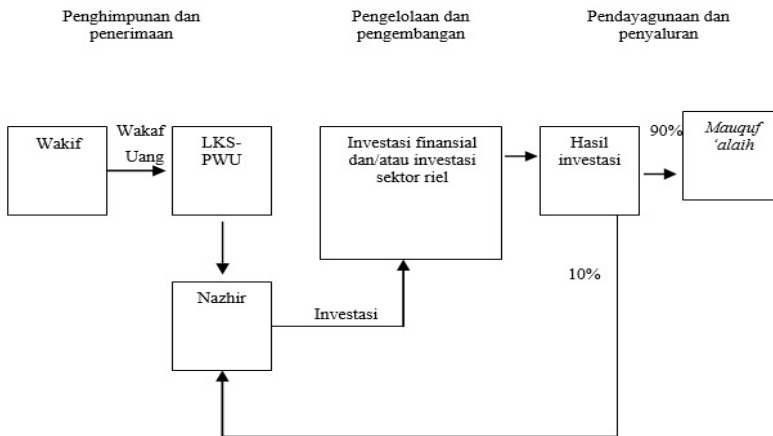 Penghimpunan dan
penerimaan
Pengelolaan dan
pengembangan
Pendayagunaan dan
penyaluran
Wakif
Wakaf
Uang
LKS-
PWU
Investasi finansial
dan/atau investasi
sektor riel
Hasil
investasi
90%
Mauquf
‘alaih
Nazhir
Investasi
10%